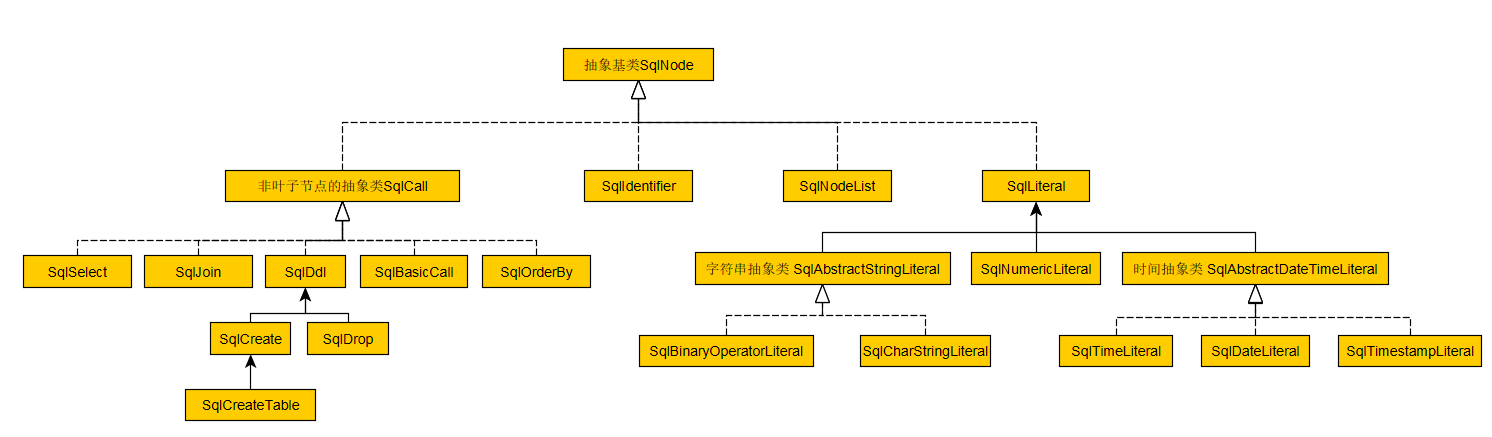 抽象基类SqlNode
非叶子节点的抽象类SqlCall
SqlIdentifier
SqlNodeList
SqlLiteral
SqlSelect
SqlJoin
SqlDdl
SqlBasicCall
SqlOrderBy
字符串抽象类 SqlAbstractStringLiteral
SqlNumericLiteral
时间抽象类 SqlAbstractDateTimeLiteral
SqlCreate
SqlDrop
SqlBinaryOperatorLiteral
SqlCharStringLiteral
SqlTimeLiteral
SqlDateLiteral
SqlTimestampLiteral
SqlCreateTable